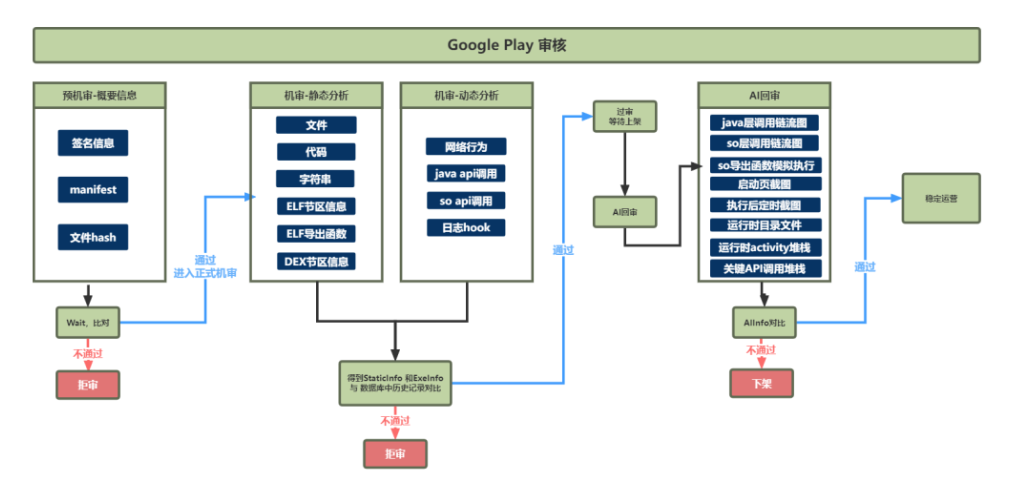 Google Play 审核
预机审-概要信息
签名信息
manifest
文件hash
Wait，比对
不通过
拒审
通过
进入正式机审
机审-静态分析
文件
代码
字符串
ELF节区信息
ELF导出函数
DEX节区信息
机审-动态分析
网络行为
java api调用
so api调用
日志hook
得到StaticInfo 和ExeInfo
与 数据库中历史记录对比
不通过
拒审
通过
过审
等待上架
AI回审
AI回审
java层调用链流图
so层调用链流图
so导出函数模拟执行
启动页截图
执行后定时截图
运行时目录文件
运行时activity堆栈
关键API调用堆栈
AIInfo对比
不通过
下架
通过
稳定运营